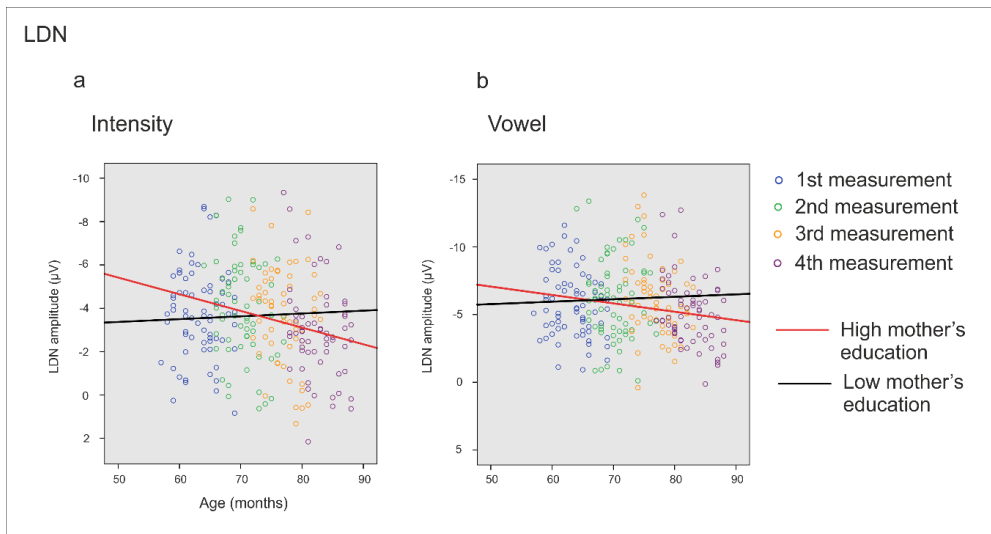 LDN
a
Intensity
LDN amplitude (μV)
-10
-8
-6
-4
-2
0
2
50 60 70 80 90
Age (months)
b
Vowel
LDN amplitude (μV)
-15
-10
-5
0
5
50 60 70 80 90
1st measurement
2nd measurement
3rd measurement
4th measurement
High mother's
education
Low mother's
education